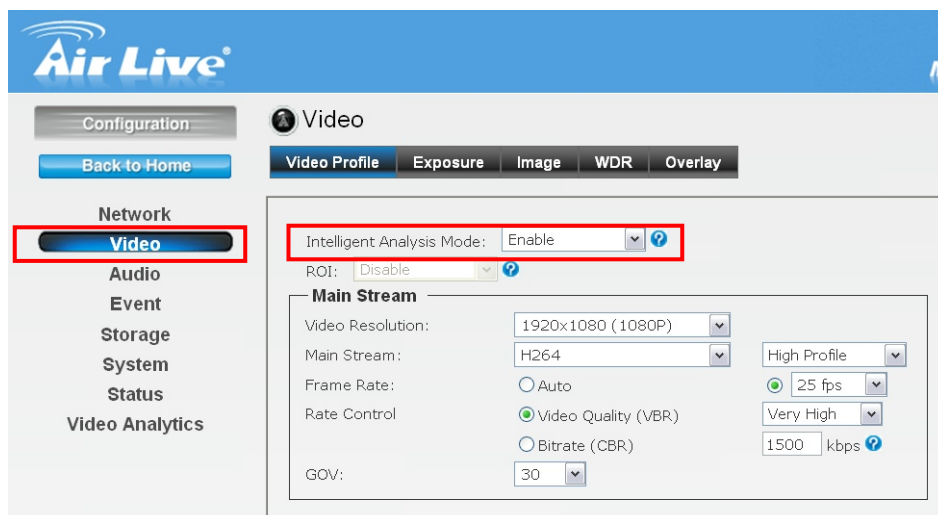 Air Live®
Configuration
Back to Home
Network
Video
Audio
Event
Storage
System
Status
Video Analytics
Video
Video Profile Exposure Image WDR Overlay
Intelligent Analysis Mode: Enable ?
ROI: Disable ?
Main Stream
Video Resolution: 1920x1080 (1080P)
Main Stream: H264 High Profile
Frame Rate: Auto 25 fps
Rate Control Video Quality (VBR) Very High
Bitrate (CBR) 1500 kbps ?
GOV: 30